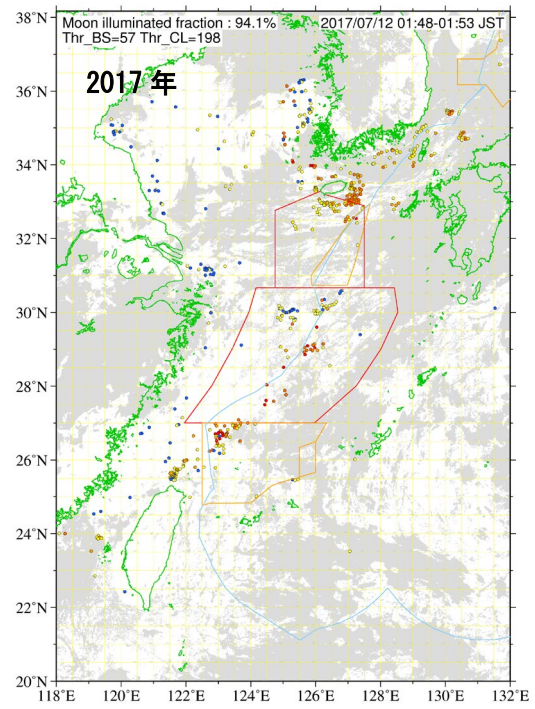 Moon illuminated fraction : 94.1% 2017/07/12 01:48-01:53 JST
Thr_BS=57 Thr_CL=198
2017 年
38°N
36°N
34°N
32°N
30°N
28°N
26°N
24°N
22°N
20°N
118°E 120°E 122°E 124°E 126°E 128°E 130°E 132°E